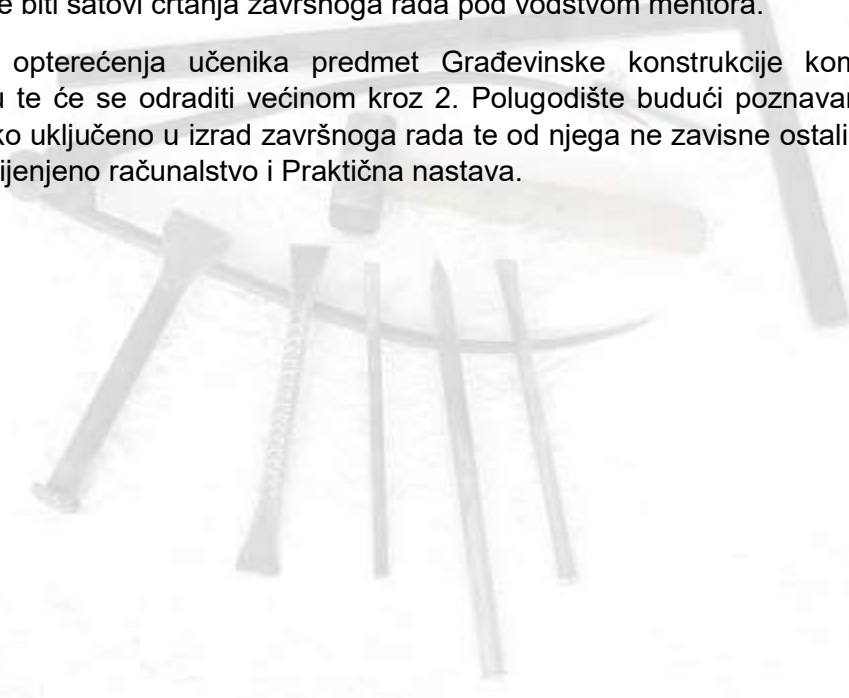 e biti satovi crtanja završnoga rada pod vodstvom mentora.
opterećenja učenika predmet Građevinske konstrukcije kom
u te će se odraditi većinom kroz 2. Polugodište budući poznavan
ko uključeno u izrad završnoga rada te od njega ne zavisne ostali
ijenjeno računalstvo i Praktična nastava.